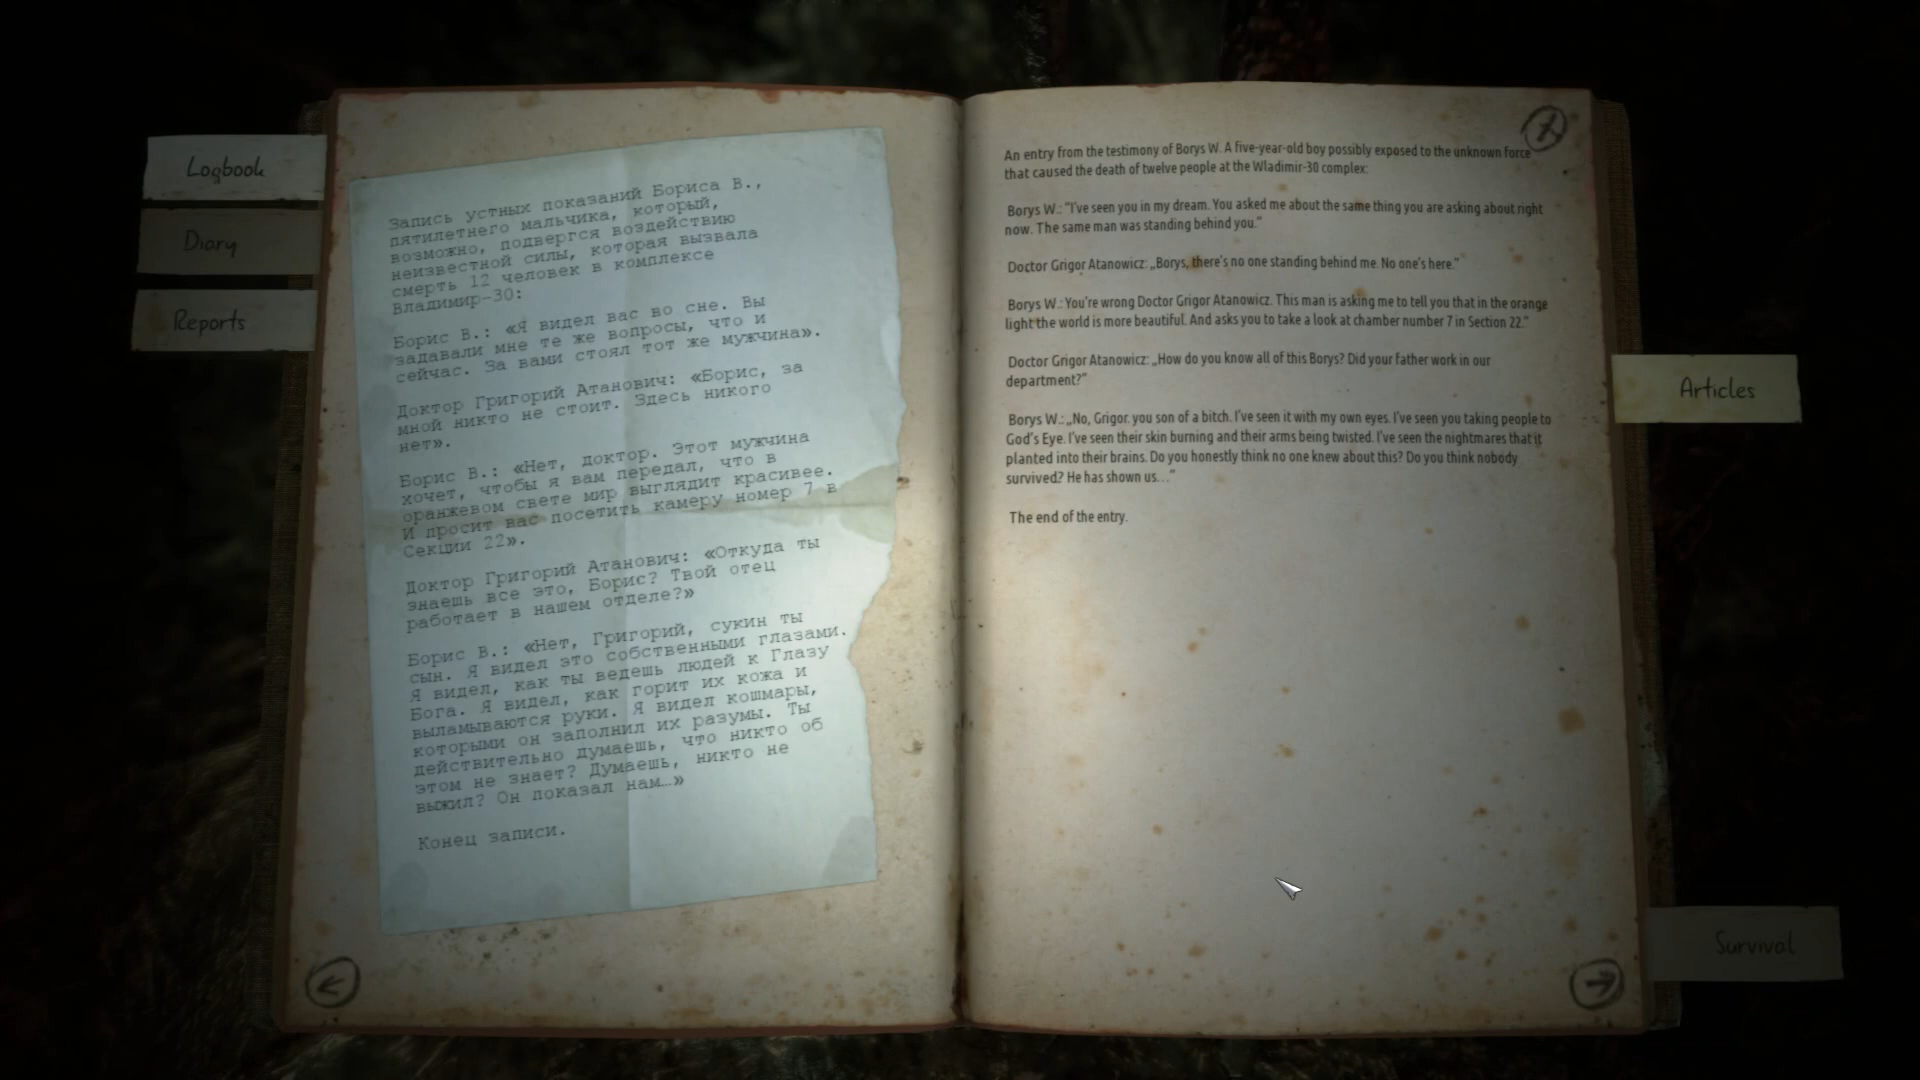 Logbook
Diary
Reports
Запись устных показаний Бориса В.,
пятилетнего мальчика, который,
возможно, подвергся воздействию
неизвестной силы, которая вызвала
смерть 12 человек в комплексе
Владимир-30:
Борис В.: «Я видел вас во сне. Вы
задавали мне те же вопросы, что и
сейчас. За вами стоял тот же мужчина».
Доктор Григорий Атанович: «Борис, за
мной никто не стоит. Здесь никого
нет».
Борис В.: «Нет, доктор. Этот мужчина
хочет, чтобы я вам передал, что в
оранжевом свете мир выглядит красивее.
И просит вас посетить камеру номер 7 в
Секции 22».
Доктор Григорий Атанович: «Откуда ты
знаешь все это, Борис? Твой отец
работает в нашем отделе?»
Борис В.: «Нет, Григорий, сукин ты
сын. Я видел это собственными глазами.
Я видел, как ты ведешь людей к Глазу
Бога. Я видел, как горит их кожа и
выламываются руки. Я видел кошмары,
которыми он заполнил их разумы. Ты
действительно думаешь, что никто об
этом не знает? Думаешь, никто не
выжил? Он показал нам…»
Конец записи.
An entry from the testimony of Borys W. A five-year-old boy possibly exposed to the unknown force
that caused the death of twelve people at the Wladimir-30 complex:
Borys W.: "I've seen you in my dream. You asked me about the same thing you are asking about right
now. The same man was standing behind you."
Doctor Grigor Atanowicz: „Borys, there's no one standing behind me. No one's here."
Borys W.: You're wrong Doctor Grigor Atanowicz. This man is asking me to tell you that in the orange
light the world is more beautiful. And asks you to take a look at chamber number 7 in Section 22."
Doctor Grigor Atanowicz: „How do you know all of this Borys? Did your father work in our
department?"
Borys W.: „No, Grigor. you son of a bitch. I've seen it with my own eyes. I've seen you taking people to
God's Eye. I've seen their skin burning and their arms being twisted. I've seen the nightmares that it
planted into their brains. Do you honestly think no one knew about this? Do you think nobody
survived? He has shown us…"
The end of the entry.
Articles
Survival